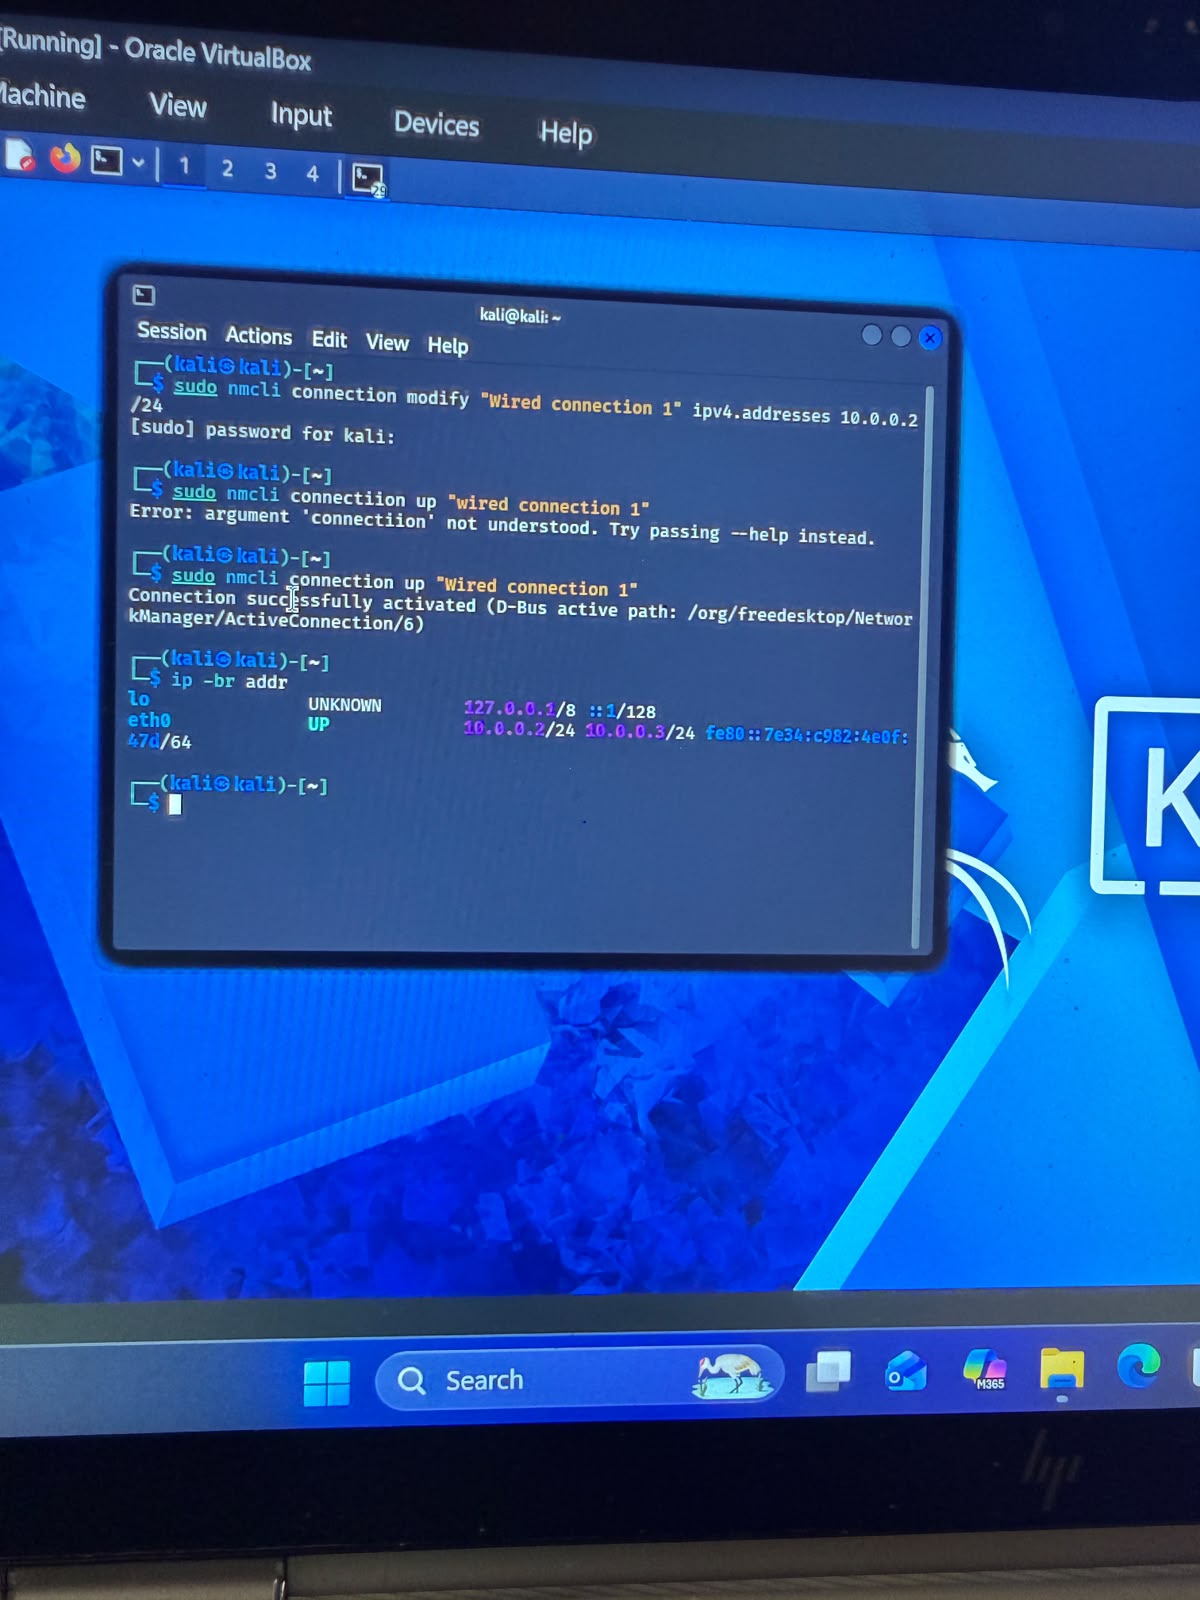 [Running] - Oracle VirtualBox
Machine View Input Devices Help
1 2 3 4
29
kali@kali: ~
Session Actions Edit View Help
┌──(kali㉿kali)-[~]
└─$ sudo nmcli connection modify "Wired connection 1" ipv4.addresses 10.0.0.2
/24
[sudo] password for kali:
┌──(kali㉿kali)-[~]
└─$ sudo nmcli connectiion up "wired connection 1"
Error: argument 'connectiion' not understood. Try passing --help instead.
┌──(kali㉿kali)-[~]
└─$ sudo nmcli connection up "Wired connection 1"
Connection successfully activated (D-Bus active path: /org/freedesktop/Networ
kManager/ActiveConnection/6)
┌──(kali㉿kali)-[~]
└─$ ip -br addr
lo UNKNOWN 127.0.0.1/8 ::1/128
eth0 UP 10.0.0.2/24 10.0.0.3/24 fe80::7e34:c982:4e0f:
47d/64
┌──(kali㉿kali)-[~]
└─$
K
Search
M365
hp